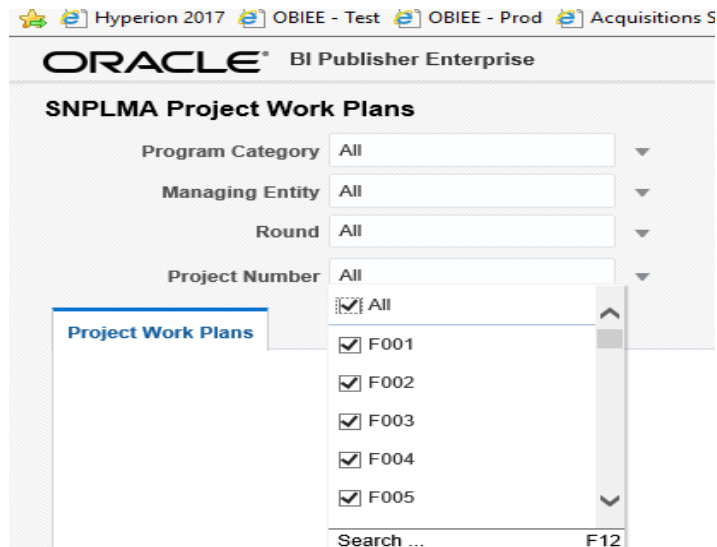 Hyperion 2017 OBIEE - Test OBIEE - Prod Acquisitions S
ORACLE® BI Publisher Enterprise
SNPLMA Project Work Plans
Program Category All
Managing Entity All
Round All
Project Number All
All
Project Work Plans
F001
F002
F003
F004
F005
Search ... F12